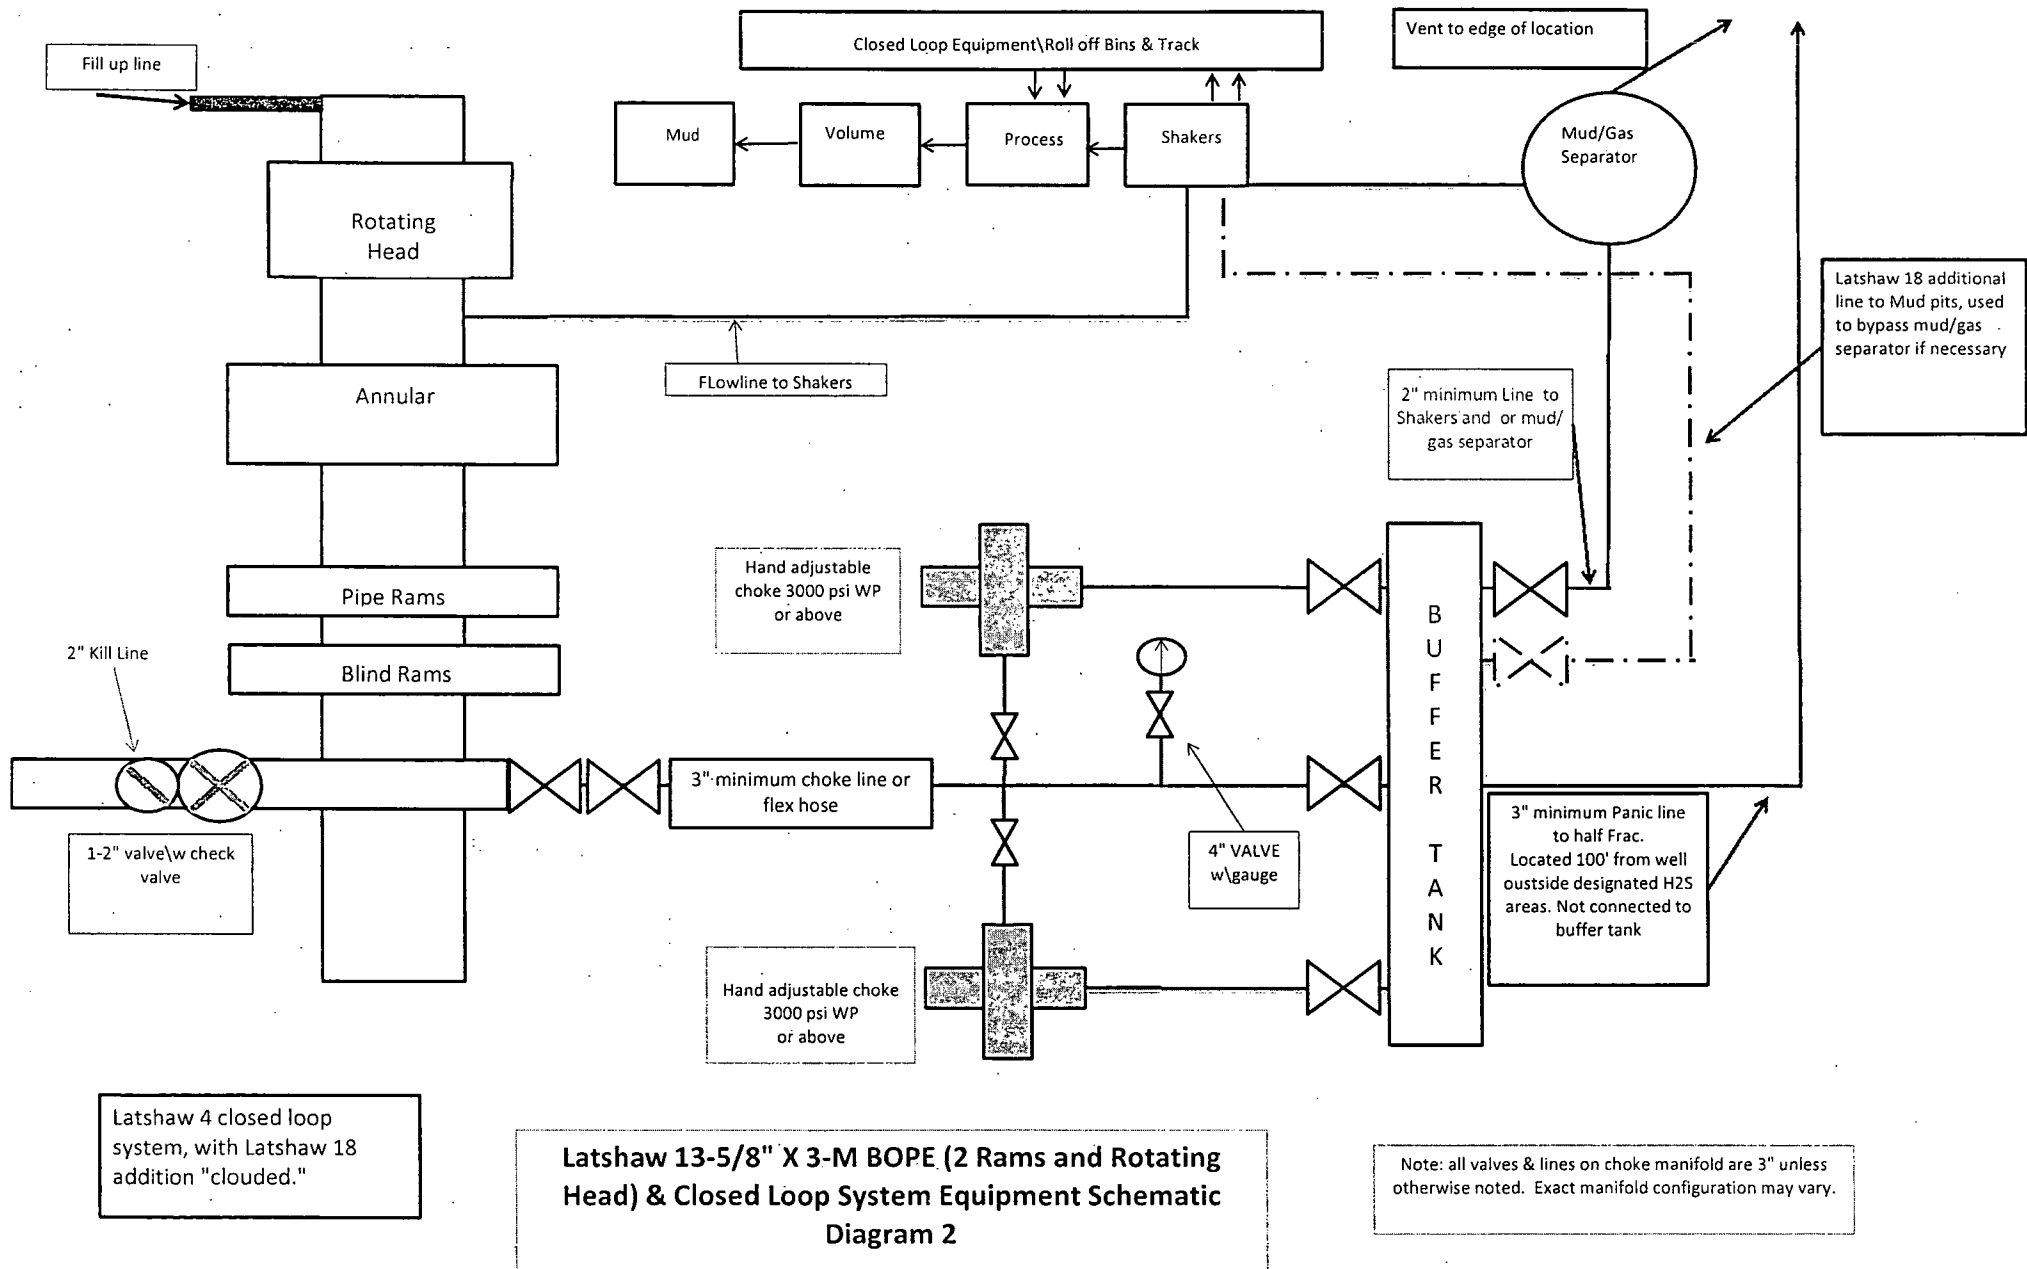 Fill up line
Closed Loop Equipment\Roll off Bins & Track
Vent to edge of location
Mud
Volume
Process
Shakers
Mud/Gas
Separator
Rotating
Head
FLowline to Shakers
Annular
Latshaw 18 additional
line to Mud pits, used
to bypass mud/gas
separator if necessary
2" minimum Line to
Shakers and or mud/
gas separator
Pipe Rams
Blind Rams
2" Kill Line
1-2" valve\w check
valve
Hand adjustable
choke 3000 psi WP
or above
3" minimum choke line or
flex hose
4" VALVE
w\gauge
B
U
F
F
E
R
T
A
N
K
3" minimum Panic line
to half Frac.
Located 100' from well
oustside designated H2S
areas. Not connected to
buffer tank
Hand adjustable choke
3000 psi WP
or above
Latshaw 4 closed loop
system, with Latshaw 18
addition "clouded."
Latshaw 13-5/8" X 3-M BOPE (2 Rams and Rotating
Head) & Closed Loop System Equipment Schematic
Diagram 2
Note: all valves & lines on choke manifold are 3" unless
otherwise noted. Exact manifold configuration may vary.